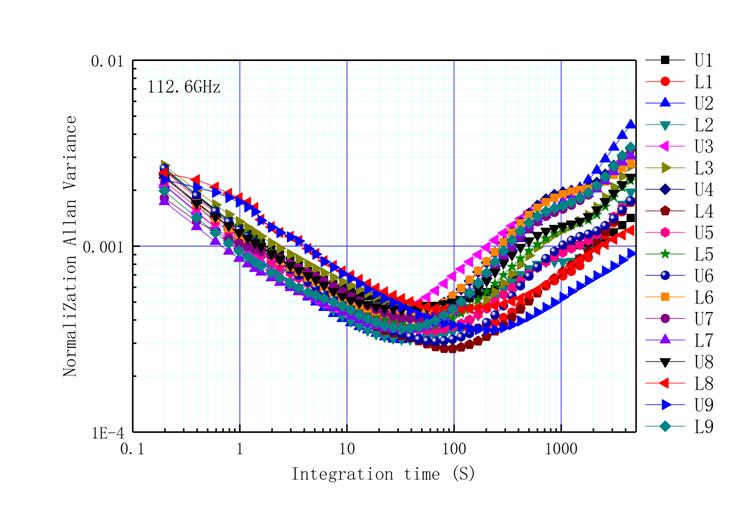 0.01
112.6GHz
0.001
1E-4
NormaliZation Allan Variance
0.1
1
10
100
1000
Integration time (S)
U1
L1
U2
L2
U3
L3
U4
L4
U5
L5
U6
L6
U7
L7
U8
L8
U9
L9